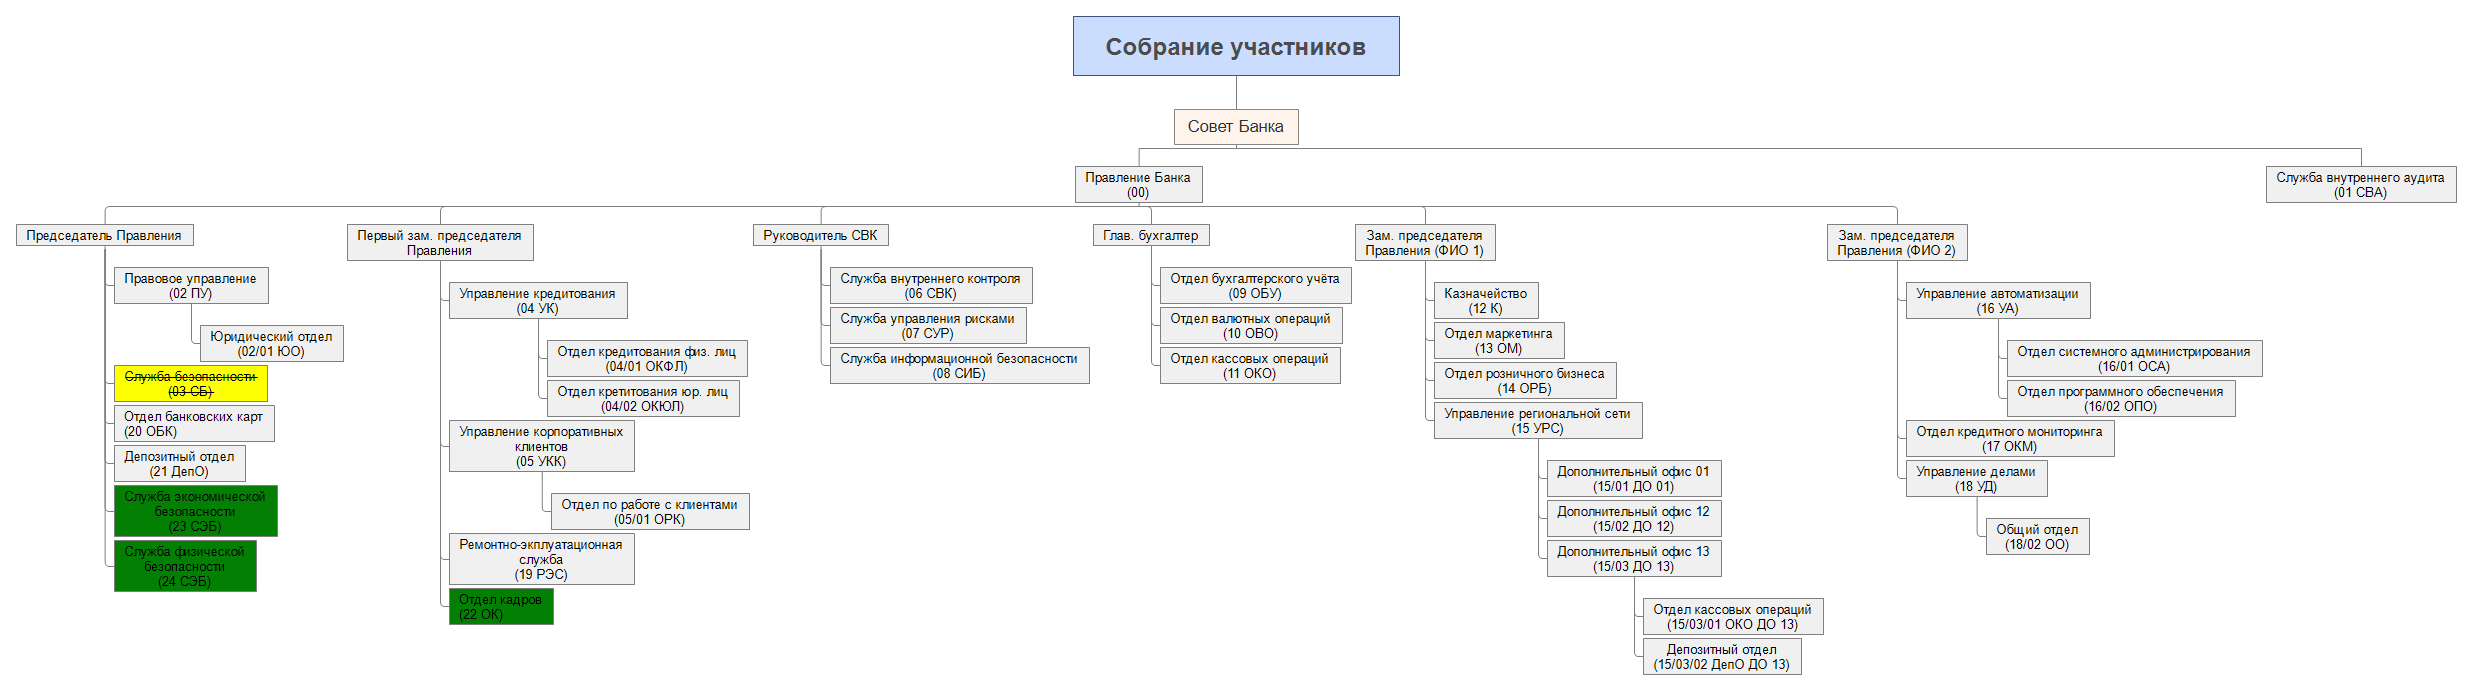 Собрание участников
Совет Банка
Правление Банка
(00)
Служба внутреннего аудита
(01 СВА)
Председатель Правления
Правовое управление
(02 ПУ)
Юридический отдел
(02/01 ЮО)
Служба безопасности
(03 СБ)
Отдел банковских карт
(20 ОБК)
Депозитный отдел
(21 ДепО)
Служба экономической
безопасности
(23 СЭБ)
Служба физической
безопасности
(24 СЭБ)
Первый зам. председателя
Правления
Управление кредитования
(04 УК)
Отдел кредитования физ. лиц
(04/01 ОКФЛ)
Отдел кретитования юр. лиц
(04/02 ОКЮЛ)
Управление корпоративных
клиентов
(05 УКК)
Отдел по работе с клиентами
(05/01 ОРК)
Ремонтно-экплуатационная
служба
(19 РЭС)
Отдел кадров
(22 ОК)
Руководитель СВК
Служба внутреннего контроля
(06 СВК)
Служба управления рисками
(07 СУР)
Служба информационной безопасности
(08 СИБ)
Глав. бухгалтер
Отдел бухгалтерского учёта
(09 ОБУ)
Отдел валютных операций
(10 ОВО)
Отдел кассовых операций
(11 ОКО)
Зам. председателя
Правления (ФИО 1)
Казначейство
(12 К)
Отдел маркетинга
(13 ОМ)
Отдел розничного бизнеса
(14 ОРБ)
Управление региональной сети
(15 УРС)
Дополнительный офис 01
(15/01 ДО 01)
Дополнительный офис 12
(15/02 ДО 12)
Дополнительный офис 13
(15/03 ДО 13)
Отдел кассовых операций
(15/03/01 ОКО ДО 13)
Депозитный отдел
(15/03/02 ДепО ДО 13)
Зам. председателя
Правления (ФИО 2)
Управление автоматизации
(16 УА)
Отдел системного администрирования
(16/01 ОСА)
Отдел программного обеспечения
(16/02 ОПО)
Отдел кредитного мониторинга
(17 ОКМ)
Управление делами
(18 УД)
Общий отдел
(18/02 ОО)